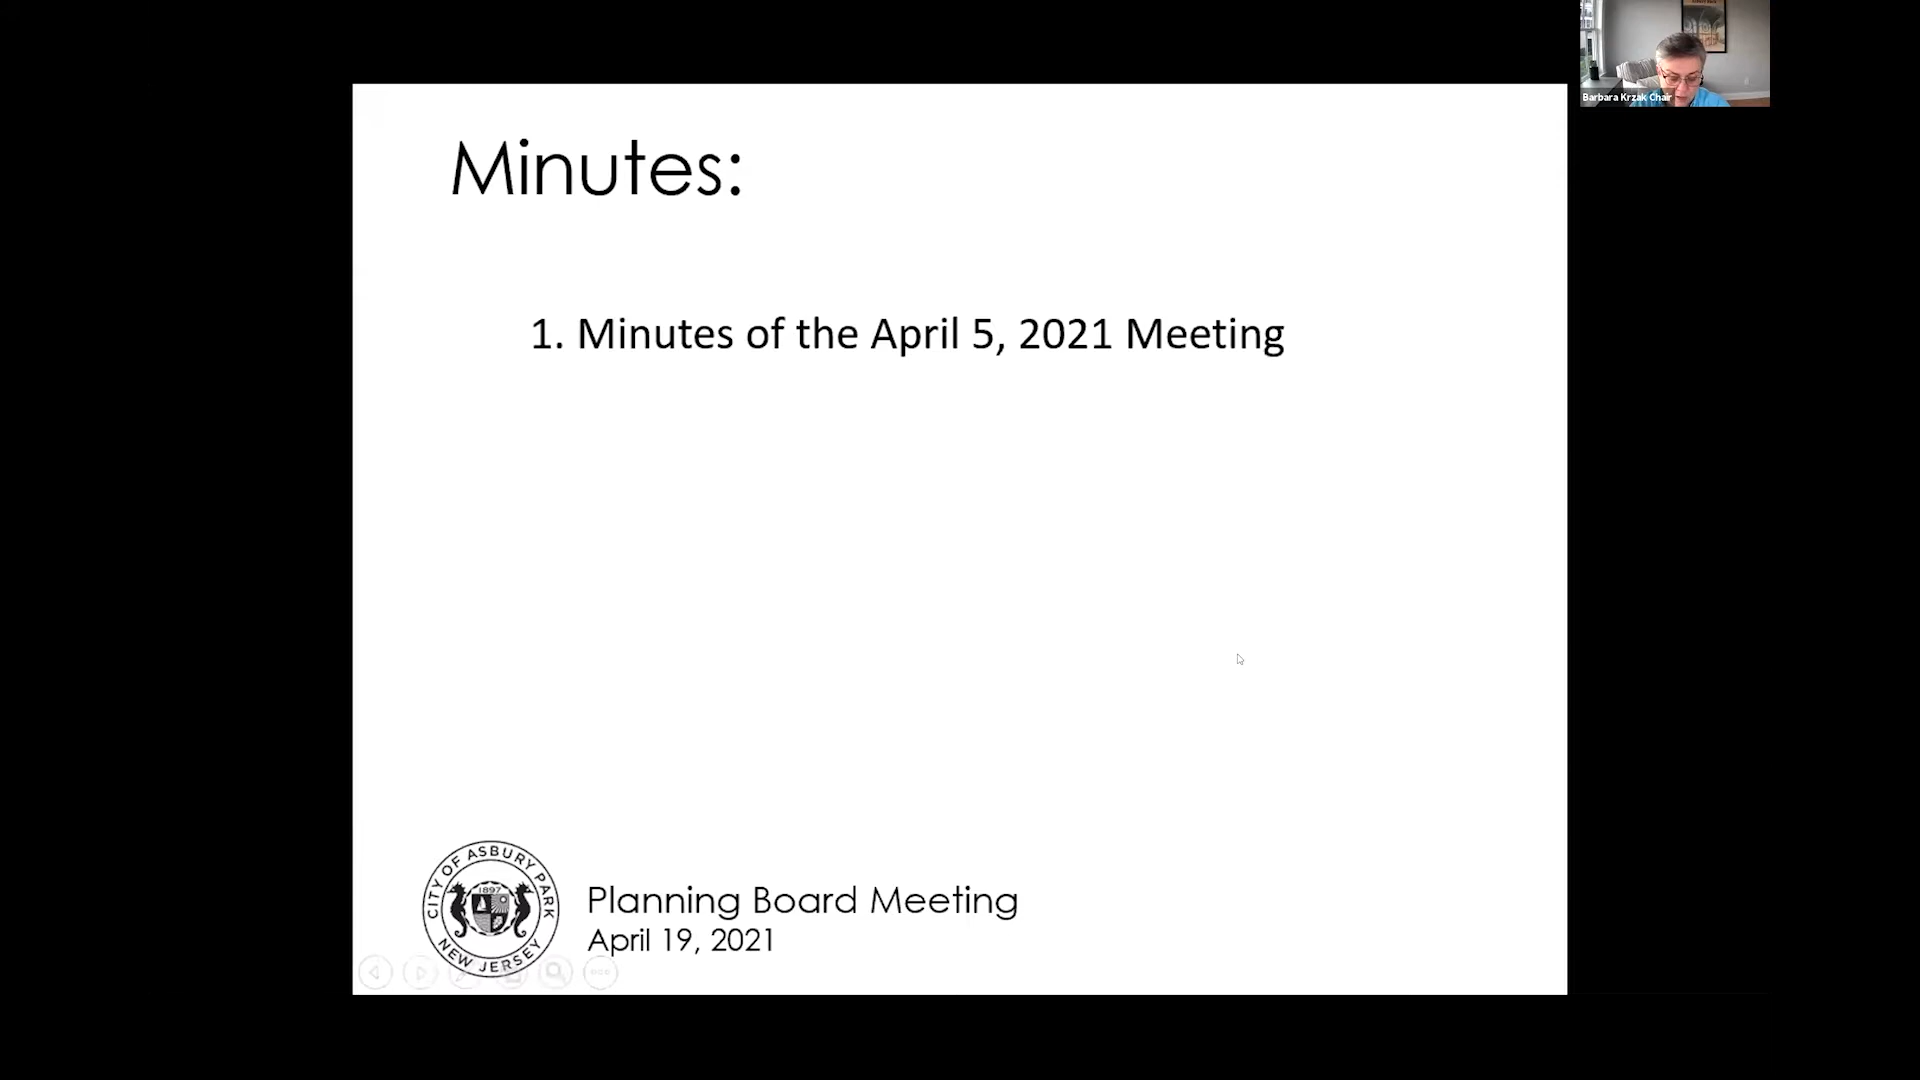 Barbara Krzak Chair
Minutes:
1. Minutes of the April 5, 2021 Meeting
CITY OF ASBURY PARK
1897
NEW JERSEY
Planning Board Meeting
April 19, 2021